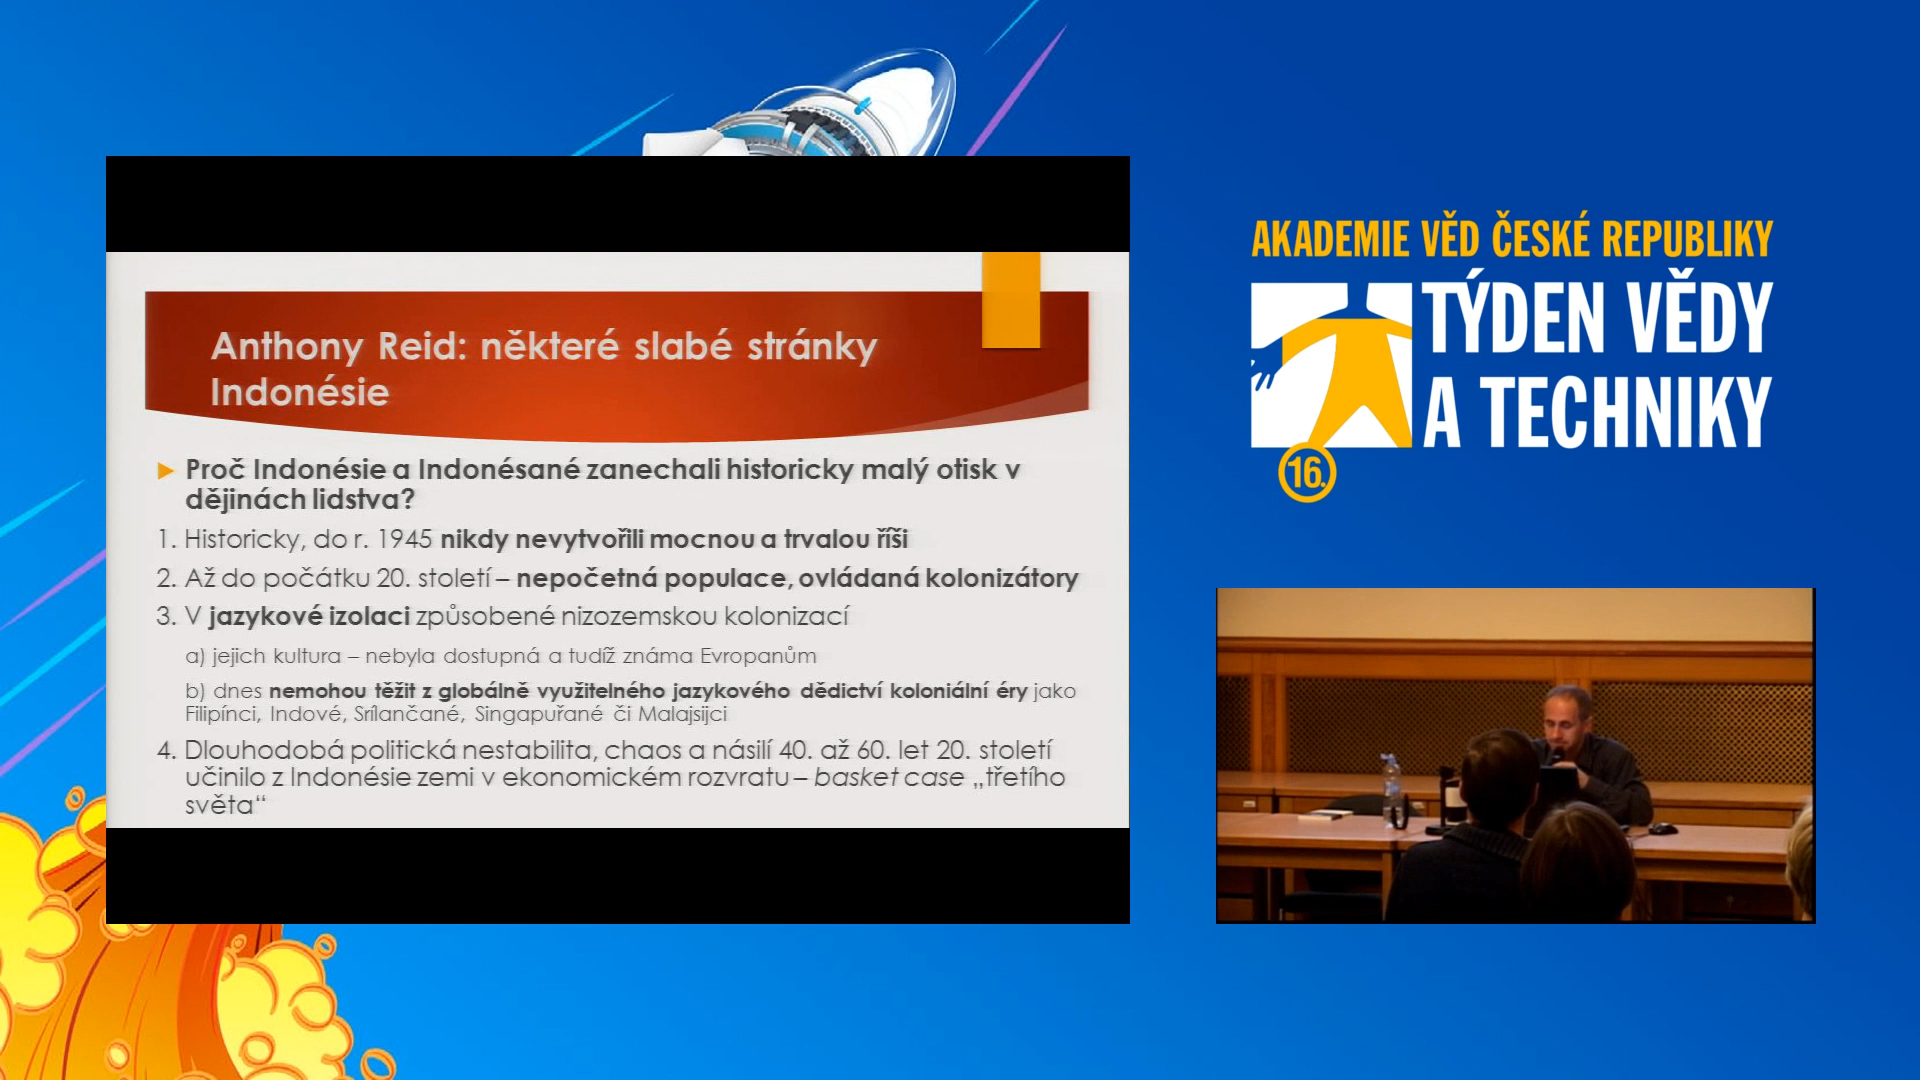 Anthony Reid: některé slabé stránky
Indonésie
Proč Indonésie a Indonésané zanechali historicky malý otisk v
dějinách lidstva?
1. Historicky, do r. 1945 nikdy nevytvořili mocnou a trvalou říši
2. Až do počátku 20. století – nepočetná populace, ovládaná kolonizátory
3. V jazykové izolaci způsobené nizozemskou kolonizací
a) jejich kultura – nebyla dostupná a tudíž známa Evropanům
b) dnes nemohou těžit z globálně využitelného jazykového dědictví koloniální éry jako
Filipínci, Indové, Srílančané, Singapuřané či Malajsijci
4. Dlouhodobá politická nestabilita, chaos a násilí 40. až 60. let 20. století
učinilo z Indonésie zemi v ekonomickém rozvratu – basket case „třetího
světa“
AKADEMIE VĚD ČESKÉ REPUBLIKY
TÝDEN VĚDY
A TECHNIKY
16.